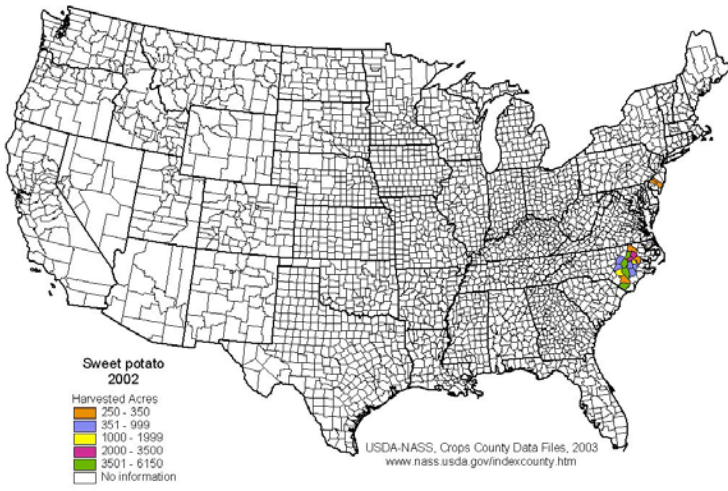 Sweet potato
2002
Harvested Acres
250 - 350
351 - 999
1000 - 1999
2000 - 3500
3501 - 6150
No information
USDA-NASS, Crops County Data Files, 2003
www.nass.usda.gov/indexcounty.htm